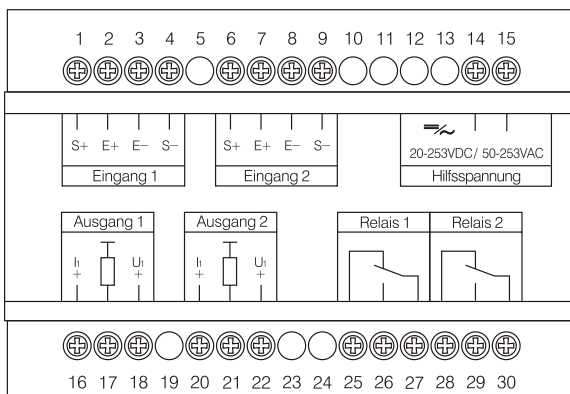 1 2 3 4 5 6 7 8 9 10 11 12 13 14 15
S+ E+ E− S− S+ E+ E− S−
20-253VDC/ 50-253VAC
Eingang 1 Eingang 2 Hilfsspannung
Ausgang 1 Ausgang 2 Relais 1 Relais 2
I1 U1 I1 U1
+ + + +
16 17 18 19 20 21 22 23 24 25 26 27 28 29 30